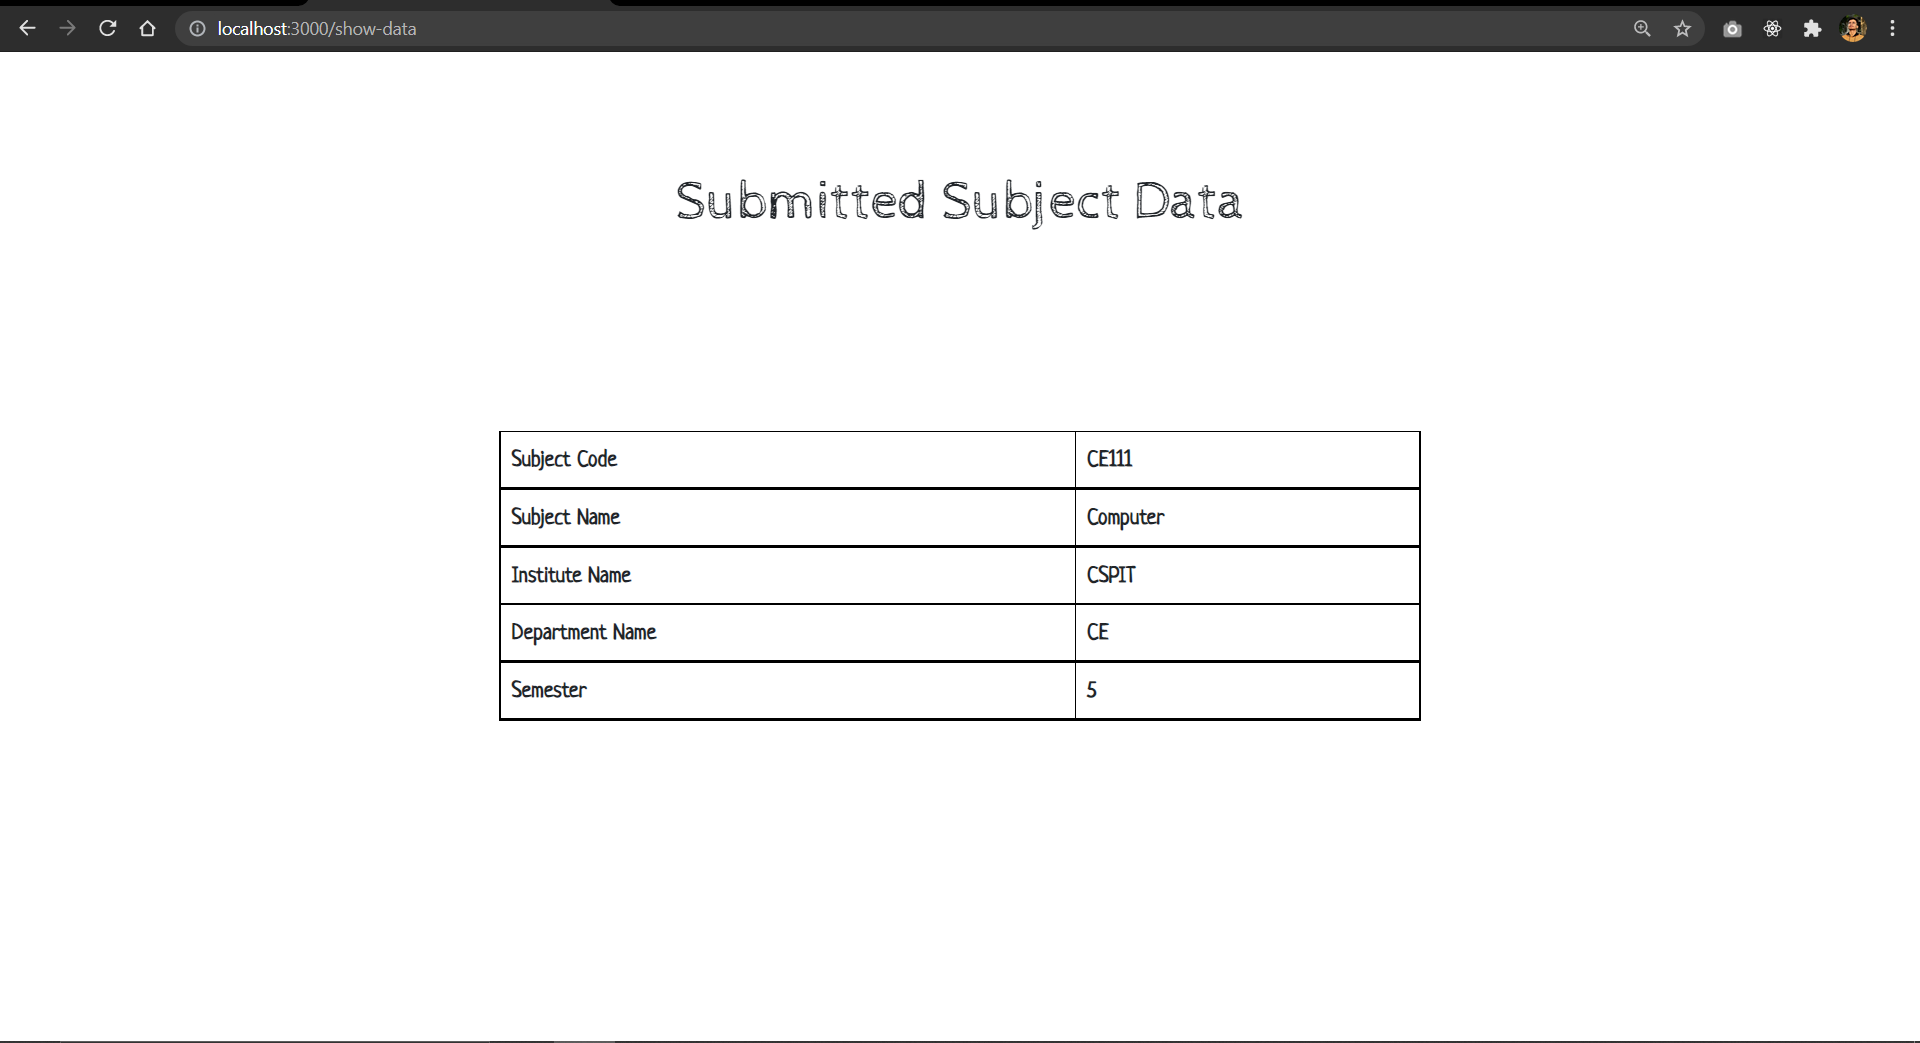 localhost:3000/show-data
Submitted Subject Data
Subject Code CE111
Subject Name Computer
Institute Name CSPIT
Department Name CE
Semester 5